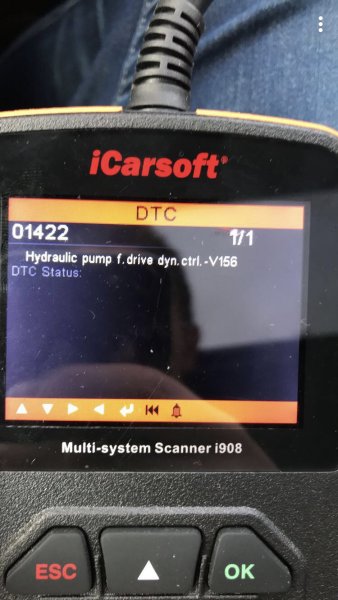 iCarsoft®
DTC
01422 1/1
Hydraulic pump f.drive dyn.ctrl.-V156
DTC Status:
Multi-system Scanner i908
ESC OK